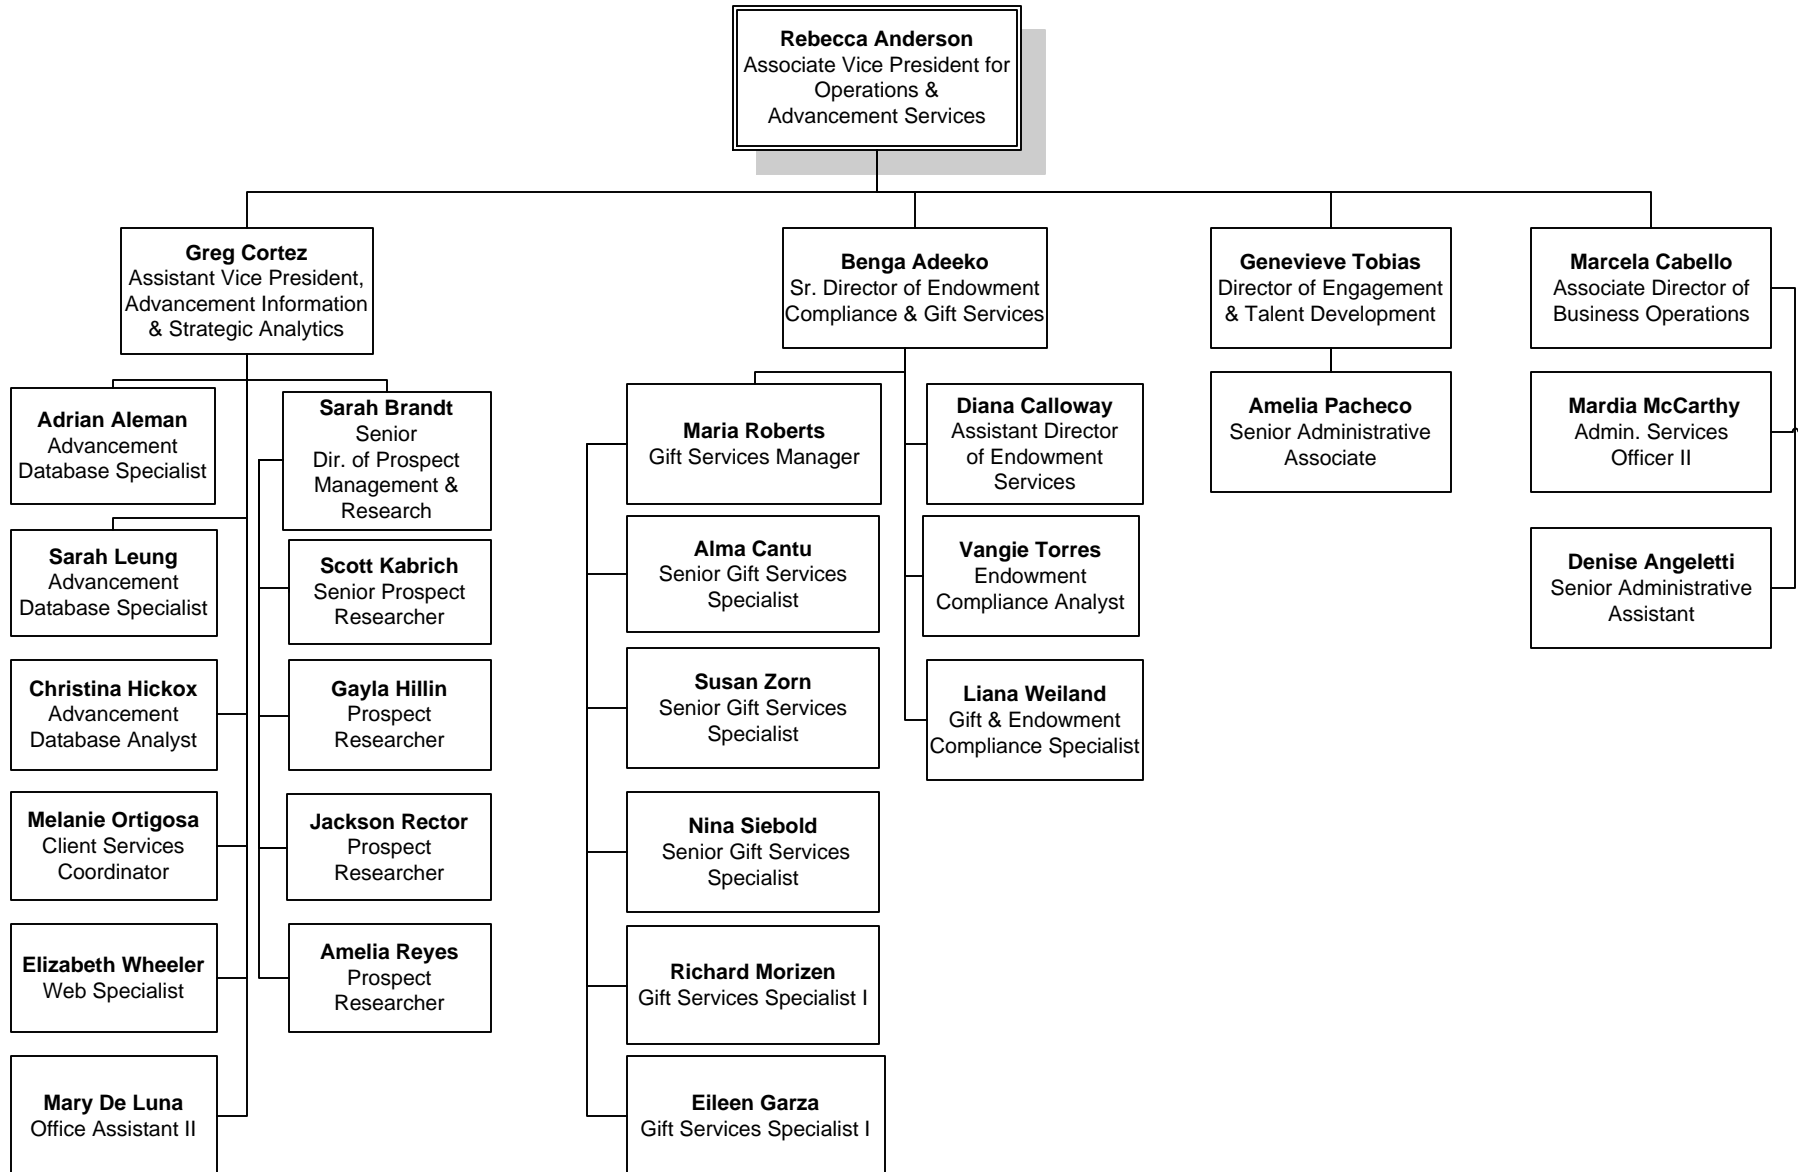 Rebecca Anderson
Associate Vice President for
Operations &
Advancement Services
Greg Cortez
Assistant Vice President,
Advancement Information
& Strategic Analytics
Adrian Aleman
Advancement
Database Specialist
Sarah Leung
Advancement
Database Specialist
Christina Hickox
Advancement
Database Analyst
Melanie Ortigosa
Client Services
Coordinator
Elizabeth Wheeler
Web Specialist
Mary De Luna
Office Assistant II
Sarah Brandt
Senior
Dir. of Prospect
Management &
Research
Scott Kabrich
Senior Prospect
Researcher
Gayla Hillin
Prospect
Researcher
Jackson Rector
Prospect
Researcher
Amelia Reyes
Prospect
Researcher
Benga Adeeko
Sr. Director of Endowment
Compliance & Gift Services
Maria Roberts
Gift Services Manager
Alma Cantu
Senior Gift Services
Specialist
Susan Zorn
Senior Gift Services
Specialist
Nina Siebold
Senior Gift Services
Specialist
Richard Morizen
Gift Services Specialist I
Eileen Garza
Gift Services Specialist I
Diana Calloway
Assistant Director
of Endowment
Services
Vangie Torres
Endowment
Compliance Analyst
Liana Weiland
Gift & Endowment
Compliance Specialist
Genevieve Tobias
Director of Engagement
& Talent Development
Amelia Pacheco
Senior Administrative
Associate
Marcela Cabello
Associate Director of
Business Operations
Mardia McCarthy
Admin. Services
Officer II
Denise Angeletti
Senior Administrative
Assistant